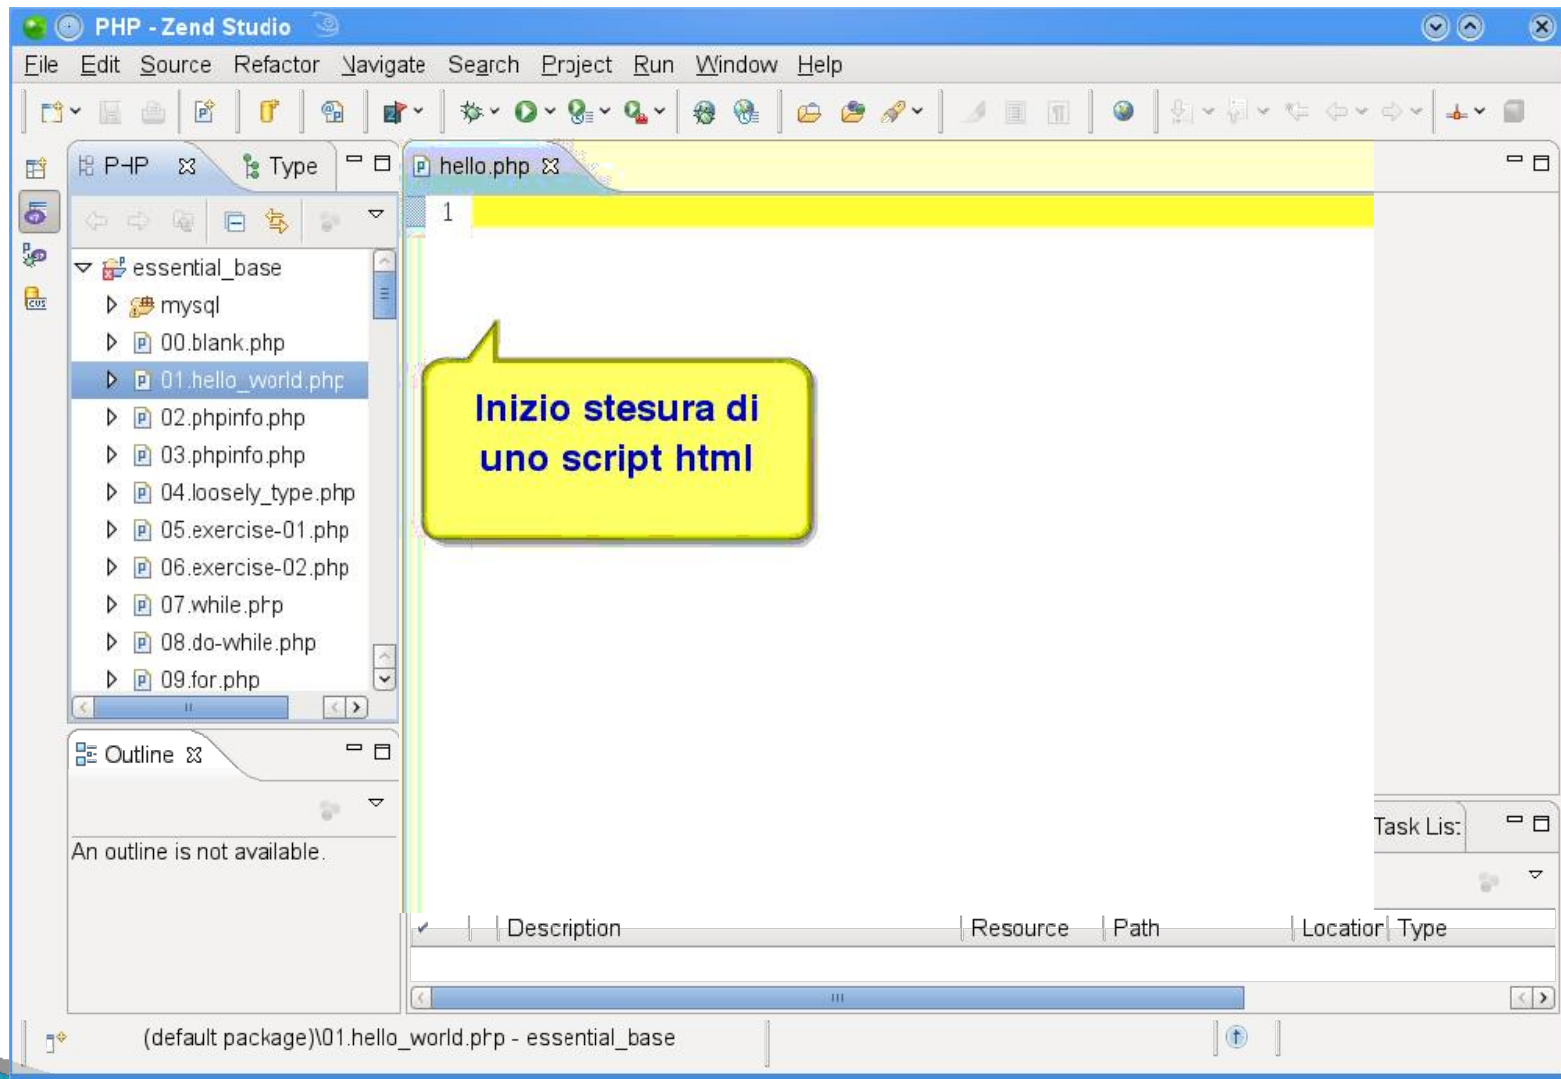 PHP - Zend Studio
File Edit Source Refactor Navigate Search Project Run Window Help
PHP Type
hello.php
1
essential_base
mysql
00.blank.php
01.hello_world.php
02.phpinfo.php
03.phpinfo.php
04.loosely_type.php
05.exercise-01.php
06.exercise-02.php
07.while.php
08.do-while.php
09.for.php
Inizio stesura di
uno script html
Outline
An outline is not available.
Task List
Description Resource Path Location Type
(default package)\01.hello_world.php - essential_base